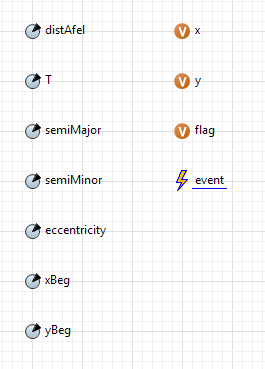 distAfel
T
semiMajor
semiMinor
eccentricity
xBeg
yBeg
V x
V y
V flag
event